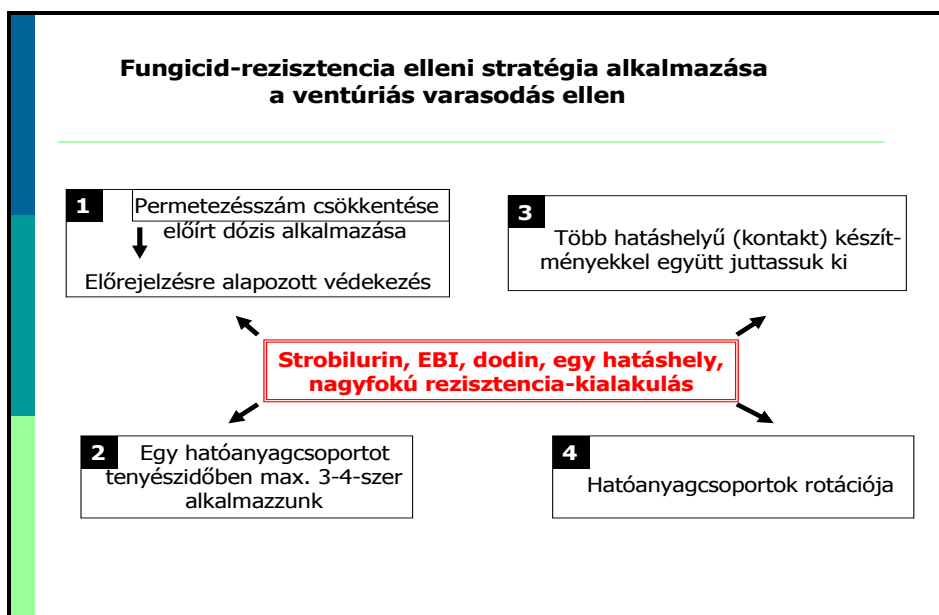 Fungicid-rezisztencia elleni stratégia alkalmazása
a ventúriás varasodás ellen
1
Permetezésszám csökkentése
előírt dózis alkalmazása
Előrejelzésre alapozott védekezés
3
Több hatáshelyű (kontakt) készít-
ményekkel együtt juttassuk ki
Strobilurin, EBI, dodin, egy hatáshely,
nagyfokú rezisztencia-kialakulás
2
Egy hatóanyagcsoportot
tenyészidőben max. 3-4-szer
alkalmazzunk
4
Hatóanyagcsoportok rotációja